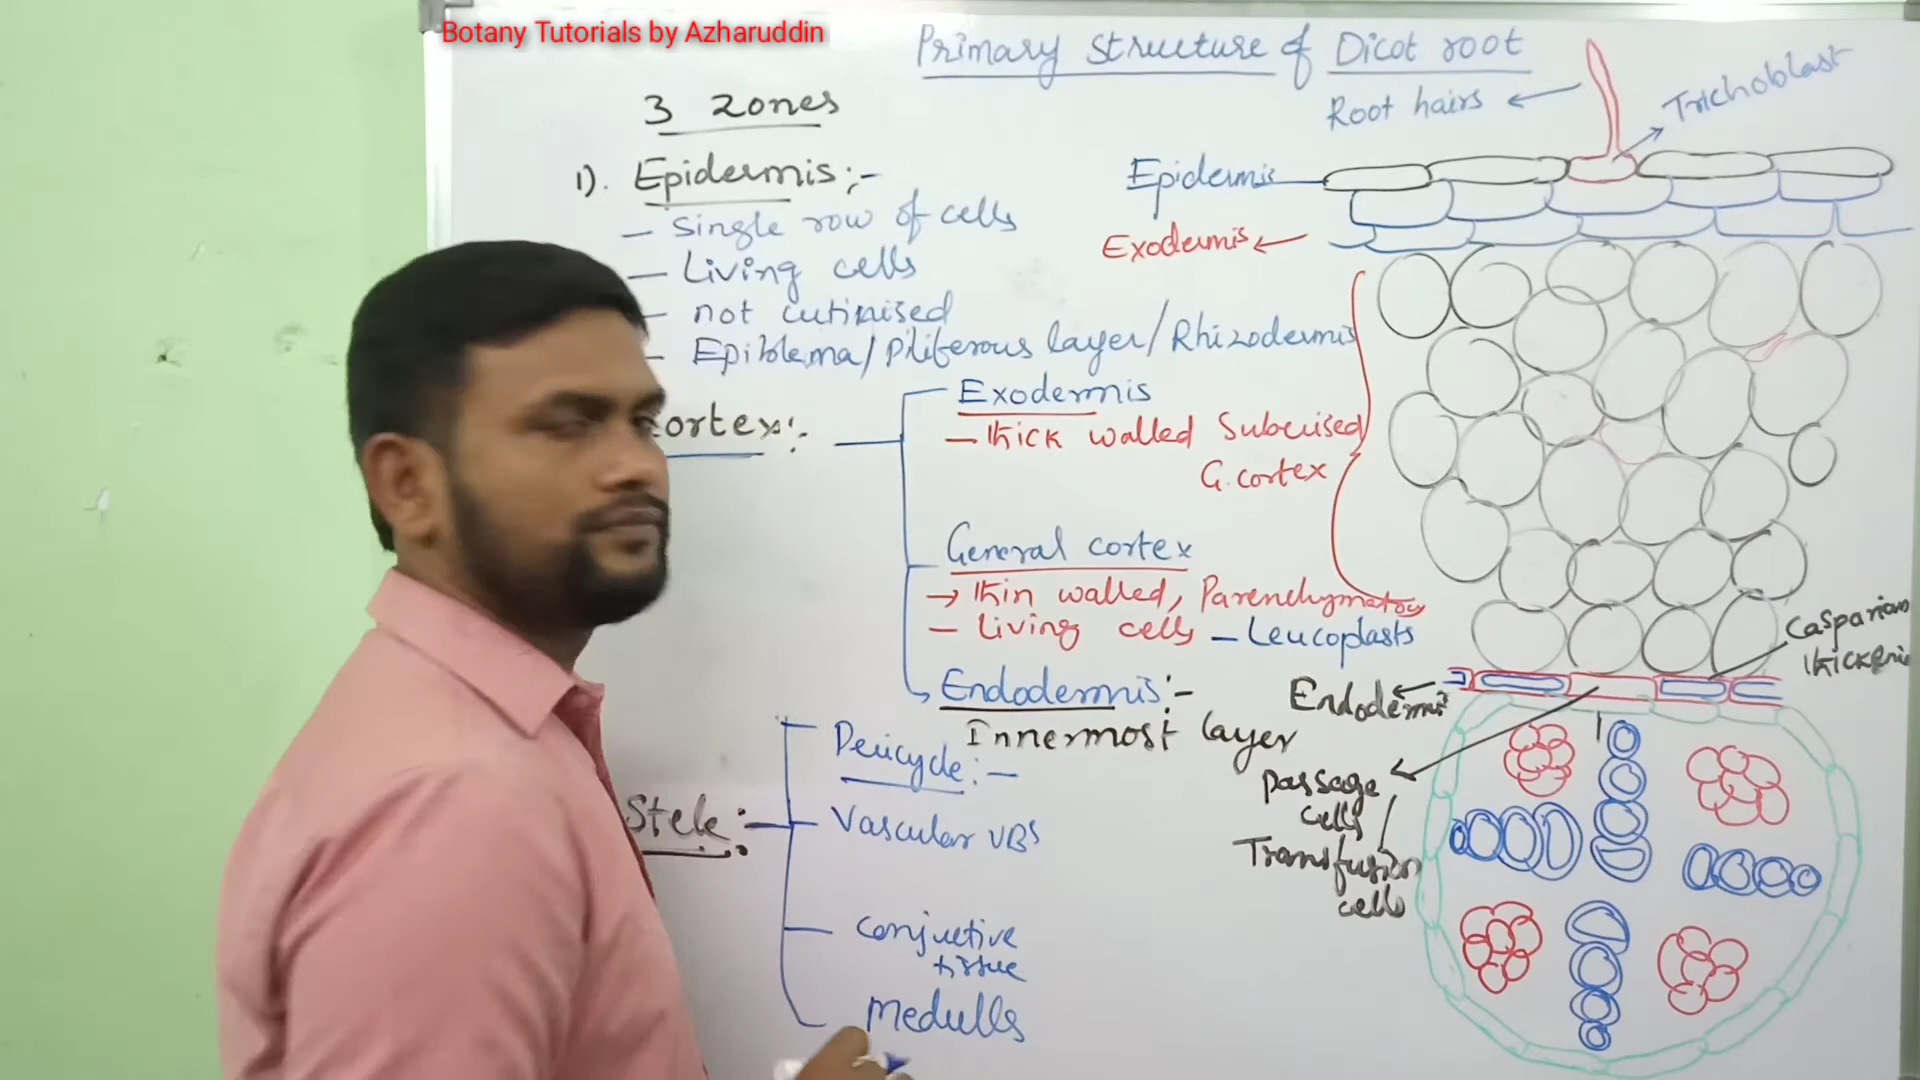 Botany Tutorials by Azharuddin
Primary structure of Dicot root
3 zones
1). Epidermis:-
- single row of cells
- Living cells
- not cutinised
- Epiblema/Piliferous layer/Rhizodermis
ortex:-
Exodermis
- thick walled Suberised
G. cortex
General cortex
→ thin walled, Parenchymatous
- living cells - Leucoplasts
Endodermis:-
Innermost layer
Stele:-
Pericycle:-
Vascular VBS
conjuctive
tissue
Medulls
Root hairs
Trichoblast
Epidermis
Exodermis
Casparian
Endodermis
passage
cells
Transfusion
cells